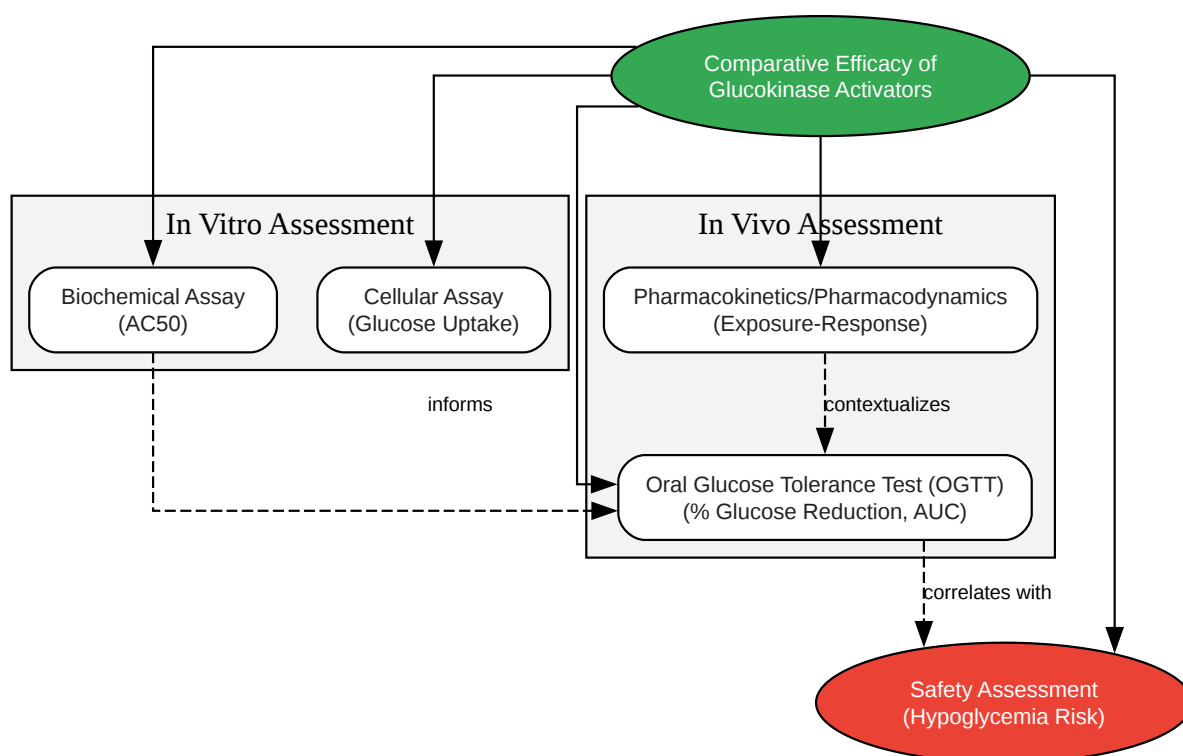 Comparative Efficacy of
Glucokinase Activators
In Vitro Assessment
In Vivo Assessment
Biochemical Assay
(AC50)
Cellular Assay
(Glucose Uptake)
Pharmacokinetics/Pharmacodynamics
(Exposure-Response)
informs
contextualizes
Oral Glucose Tolerance Test (OGTT)
(% Glucose Reduction, AUC)
correlates with
Safety Assessment
(Hypoglycemia Risk)